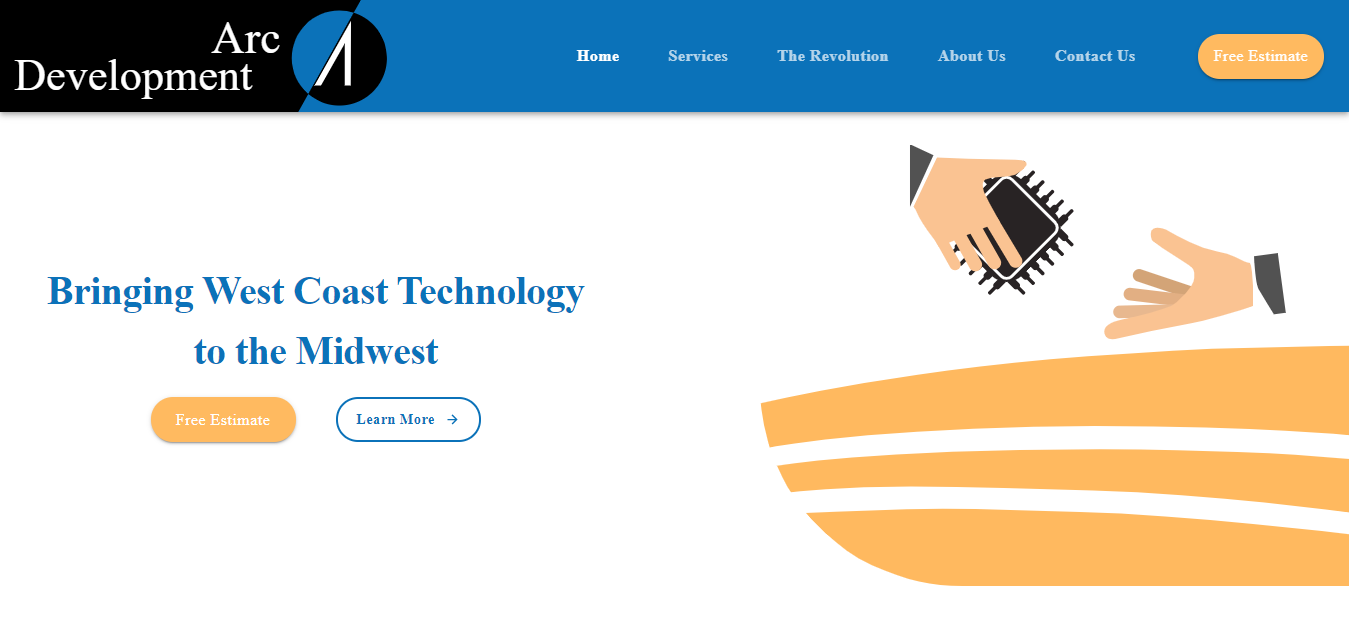 Arc
Development
Home Services The Revolution About Us Contact Us Free Estimate
Bringing West Coast Technology
to the Midwest
Free Estimate Learn More →